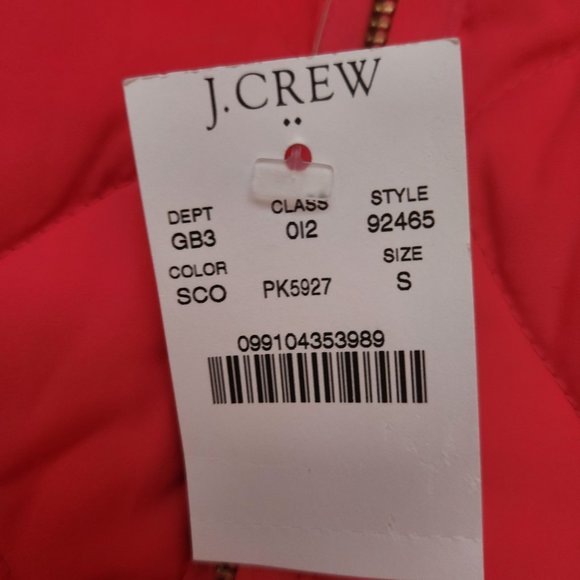 J.CREW
DEPT CLASS STYLE
GB3 012 92465
COLOR SIZE
SCO PK5927 S
099104353989